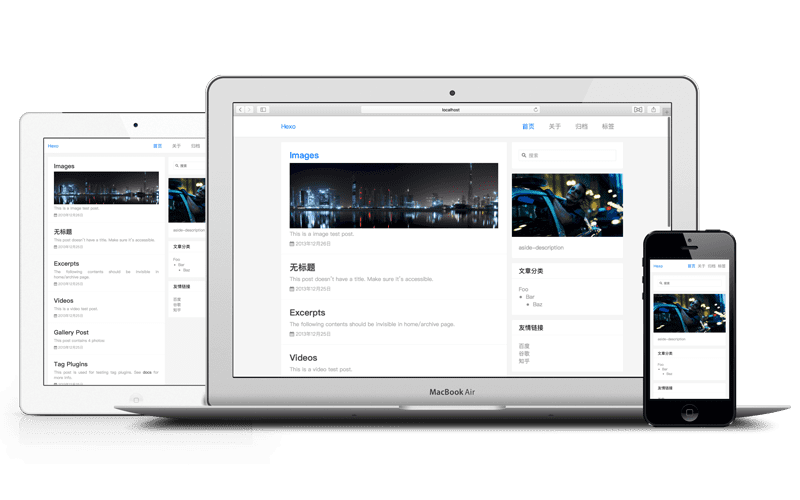 Hexo
首页 关于 归档
Images
This is a image test post.
2013年12月26日
无标题
This post doesn't have a title. Make sure it's accessible.
2013年12月25日
Excerpts
The following contents should be invisible in
home/archive page.
2013年12月25日
Videos
This is a video test post.
2013年12月25日
Gallery Post
This post contains 4 photos:
Tag Plugins
This post is used for testing tag plugins. See docs for
more info.
搜索
aside-description
文章分类
Foo
Bar
Baz
友情链接
百度
谷歌
知乎
localhost
Hexo
首页 关于 归档 标签
Images
This is a image test post.
2013年12月26日
无标题
This post doesn't have a title. Make sure it's accessible.
2013年12月25日
Excerpts
The following contents should be invisible in home/archive page.
2013年12月25日
Videos
This is a video test post.
搜索
aside-description
文章分类
Foo
Bar
Baz
友情链接
百度
谷歌
知乎
MacBook Air
Hexo
首页 关于 归档 标签
搜索
aside-description
文章分类
Foo
Bar
Baz
友情链接